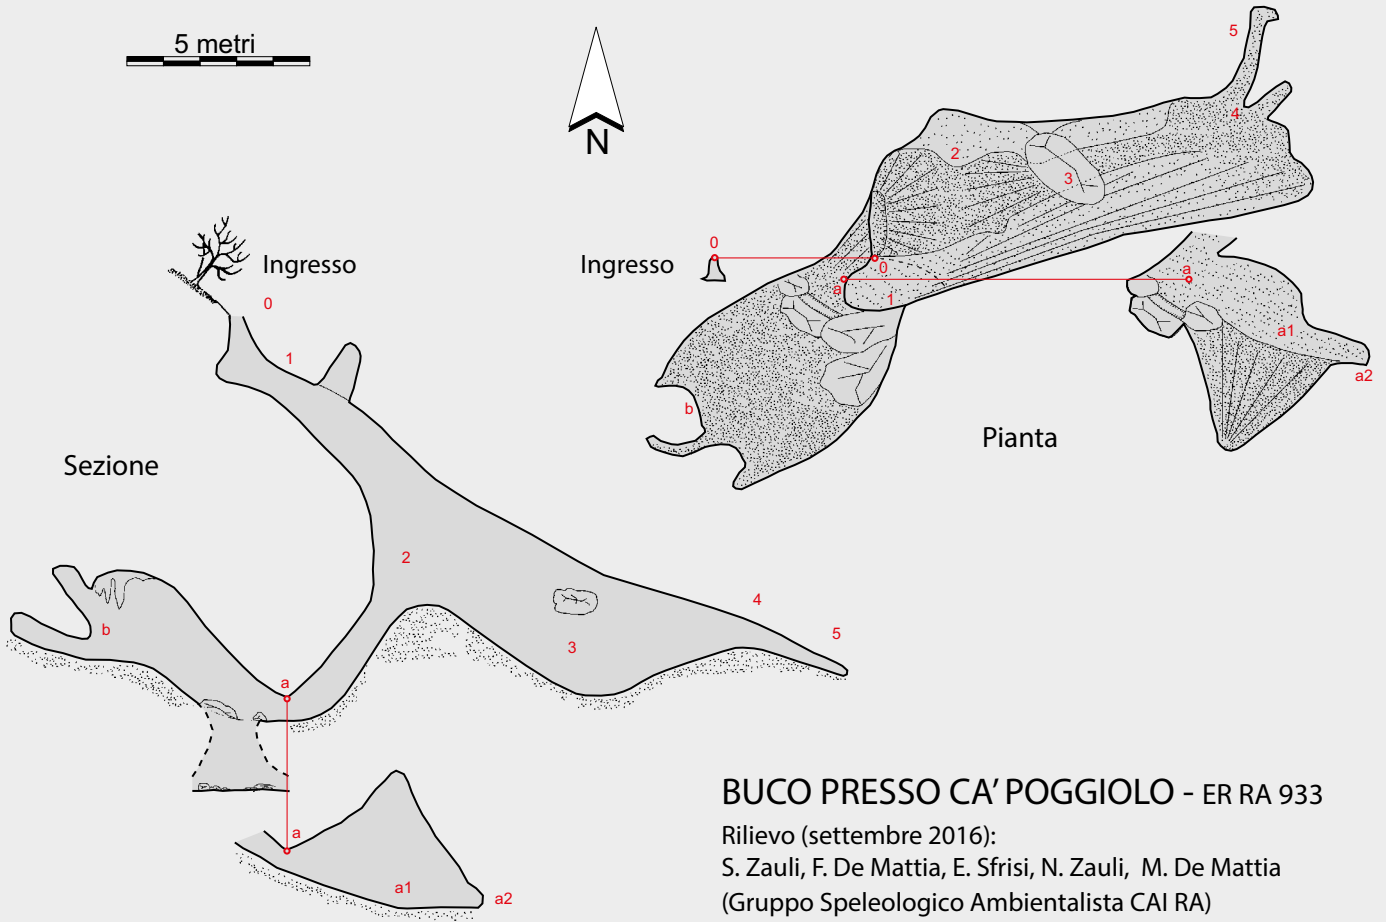 5 metri
N
5
4
2
3
0
Ingresso
0
a
1
a
a1
a2
b
Pianta
Ingresso
0
1
Sezione
2
4
b
5
3
a
a
a1
a2
BUCO PRESSO CA' POGGIOLO - ER RA 933
Rilievo (settembre 2016):
S. Zauli, F. De Mattia, E. Sfrisi, N. Zauli, M. De Mattia
(Gruppo Speleologico Ambientalista CAI RA)